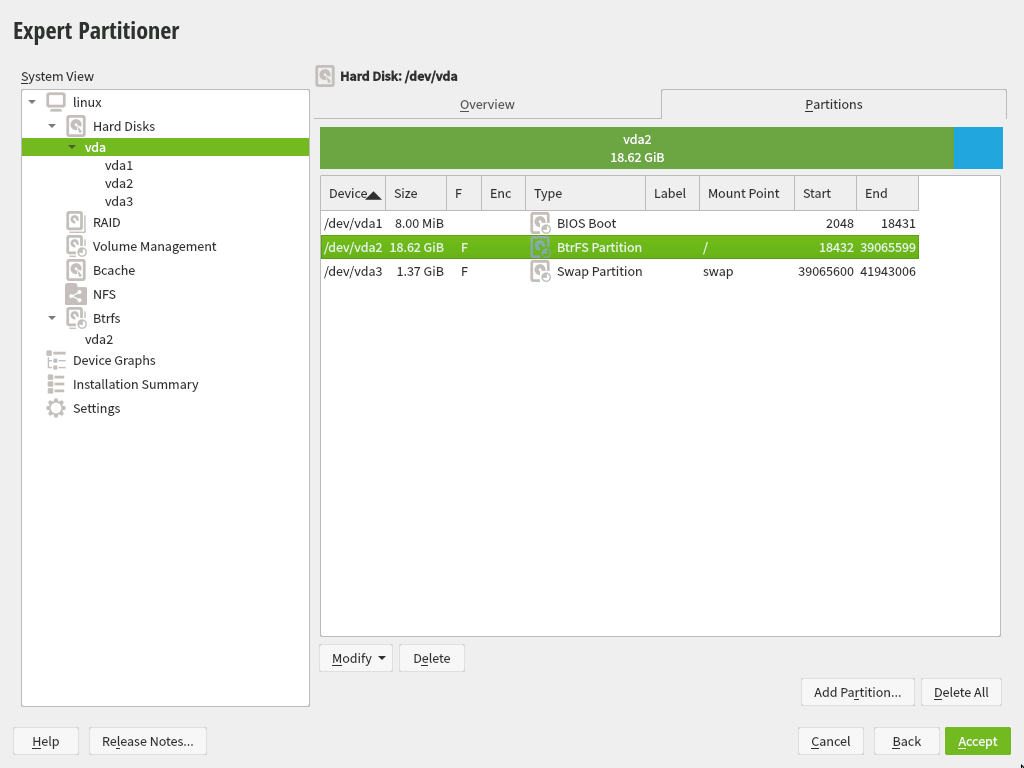 Expert Partitioner
System View
linux
Hard Disks
vda
vda1
vda2
vda3
RAID
Volume Management
Bcache
NFS
Btrfs
vda2
Device Graphs
Installation Summary
Settings
Hard Disk: /dev/vda
Overview Partitions
vda2
18.62 GiB
Device Size F Enc Type Label Mount Point Start End
/dev/vda1 8.00 MiB BIOS Boot 2048 18431
/dev/vda2 18.62 GiB F BtrFS Partition / 18432 39065599
/dev/vda3 1.37 GiB F Swap Partition swap 39065600 41943006
Modify Delete
Add Partition... Delete All
Help Release Notes... Cancel Back Accept